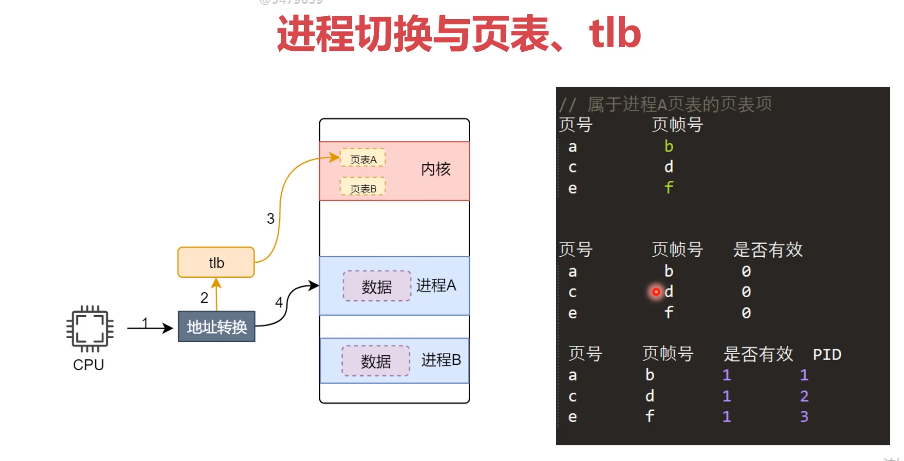 进程切换与页表、tlb
页表A
页表B
内核
3
tlb
2
4
数据
进程A
1
地址转换
CPU
数据
进程B
// 属于进程A页表的页表项
页号 页帧号
a b
c d
e f
页号 页帧号 是否有效
a b 0
c d 0
e f 0
页号 页帧号 是否有效 PID
a b 1 1
c d 1 2
e f 1 3